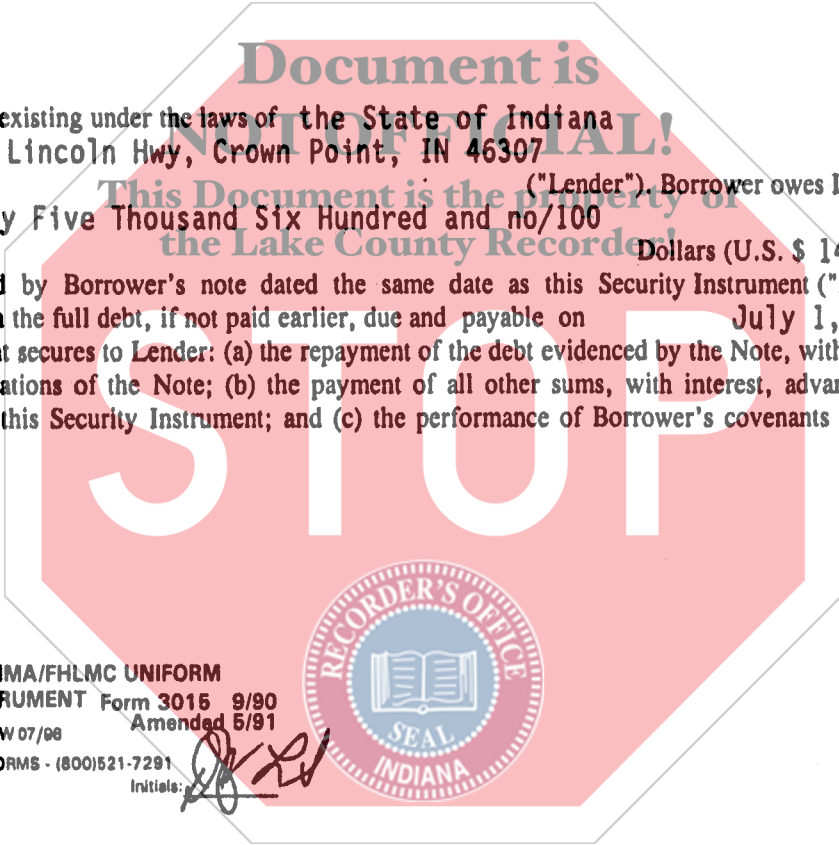 Document is
existing under the laws of the State of Indiana
NOT OFFICIAL!
Lincoln Hwy, Crown Point, IN 46307
This Document is the property of
("Lender"). Borrower owes
y Five Thousand Six Hundred and no/100
the Lake County Recorder!
Dollars (U.S. $ 14
by Borrower's note dated the same date as this Security Instrument ("
the full debt, if not paid earlier, due and payable on July 1,
t secures to Lender: (a) the repayment of the debt evidenced by the Note, with
ations of the Note; (b) the payment of all other sums, with interest, advan
this Security Instrument; and (c) the performance of Borrower's covenants
STOP
RECORDER'S OFFICE
SEAL
INDIANA
MA/FHLMC UNIFORM
RUMENT Form 3015 9/90
Amended 5/91
W 07/98
ORMS - (800)521-7291
Initials: